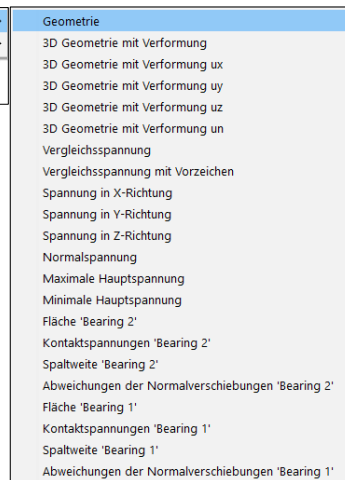 Geometrie
3D Geometrie mit Verformung
3D Geometrie mit Verformung ux
3D Geometrie mit Verformung uy
3D Geometrie mit Verformung uz
3D Geometrie mit Verformung un
Vergleichsspannung
Vergleichsspannung mit Vorzeichen
Spannung in X-Richtung
Spannung in Y-Richtung
Spannung in Z-Richtung
Normalspannung
Maximale Hauptspannung
Minimale Hauptspannung
Fläche 'Bearing 2'
Kontaktspannungen 'Bearing 2'
Spaltweite 'Bearing 2'
Abweichungen der Normalverschiebungen 'Bearing 2'
Fläche 'Bearing 1'
Kontaktspannungen 'Bearing 1'
Spaltweite 'Bearing 1'
Abweichungen der Normalverschiebungen 'Bearing 1'